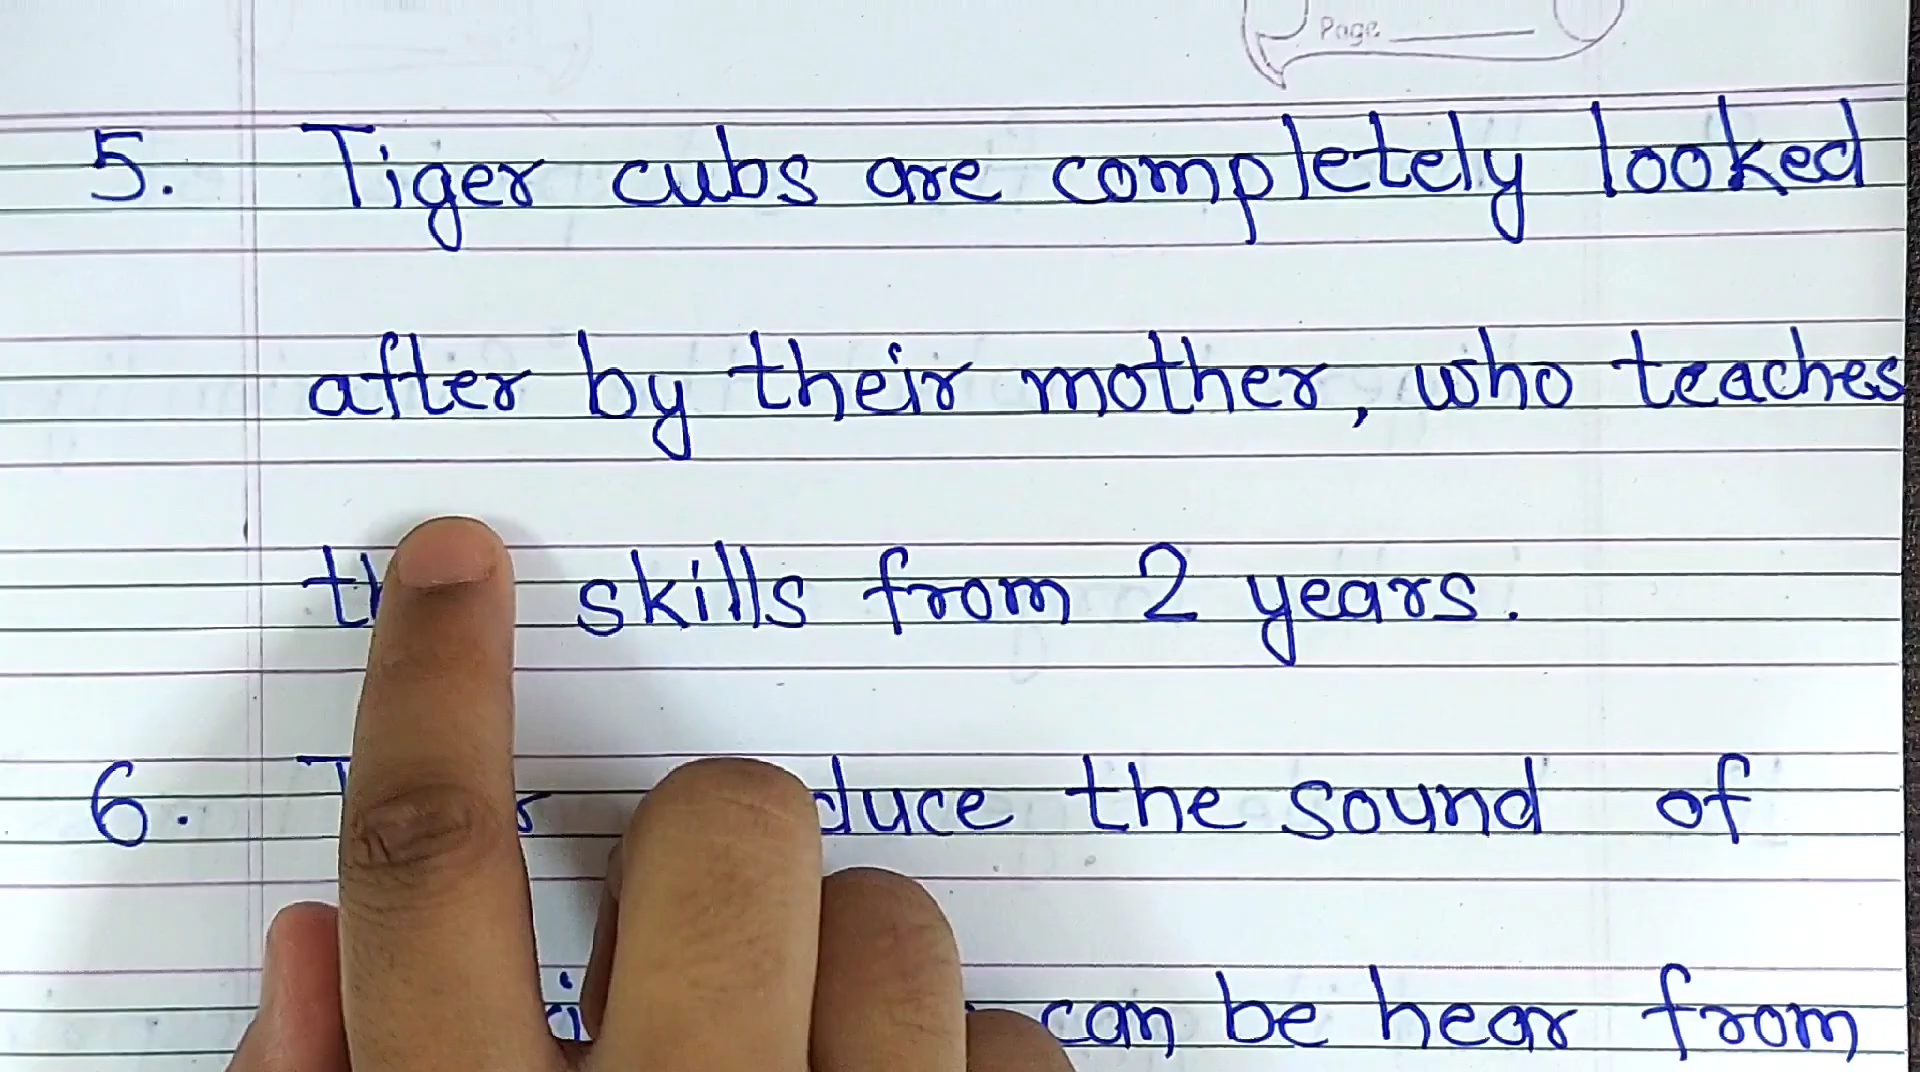 Page
5. Tiger cubs are completely looked
after by their mother, who teaches
skills from 2 years.
6. the sound of
can be hear from